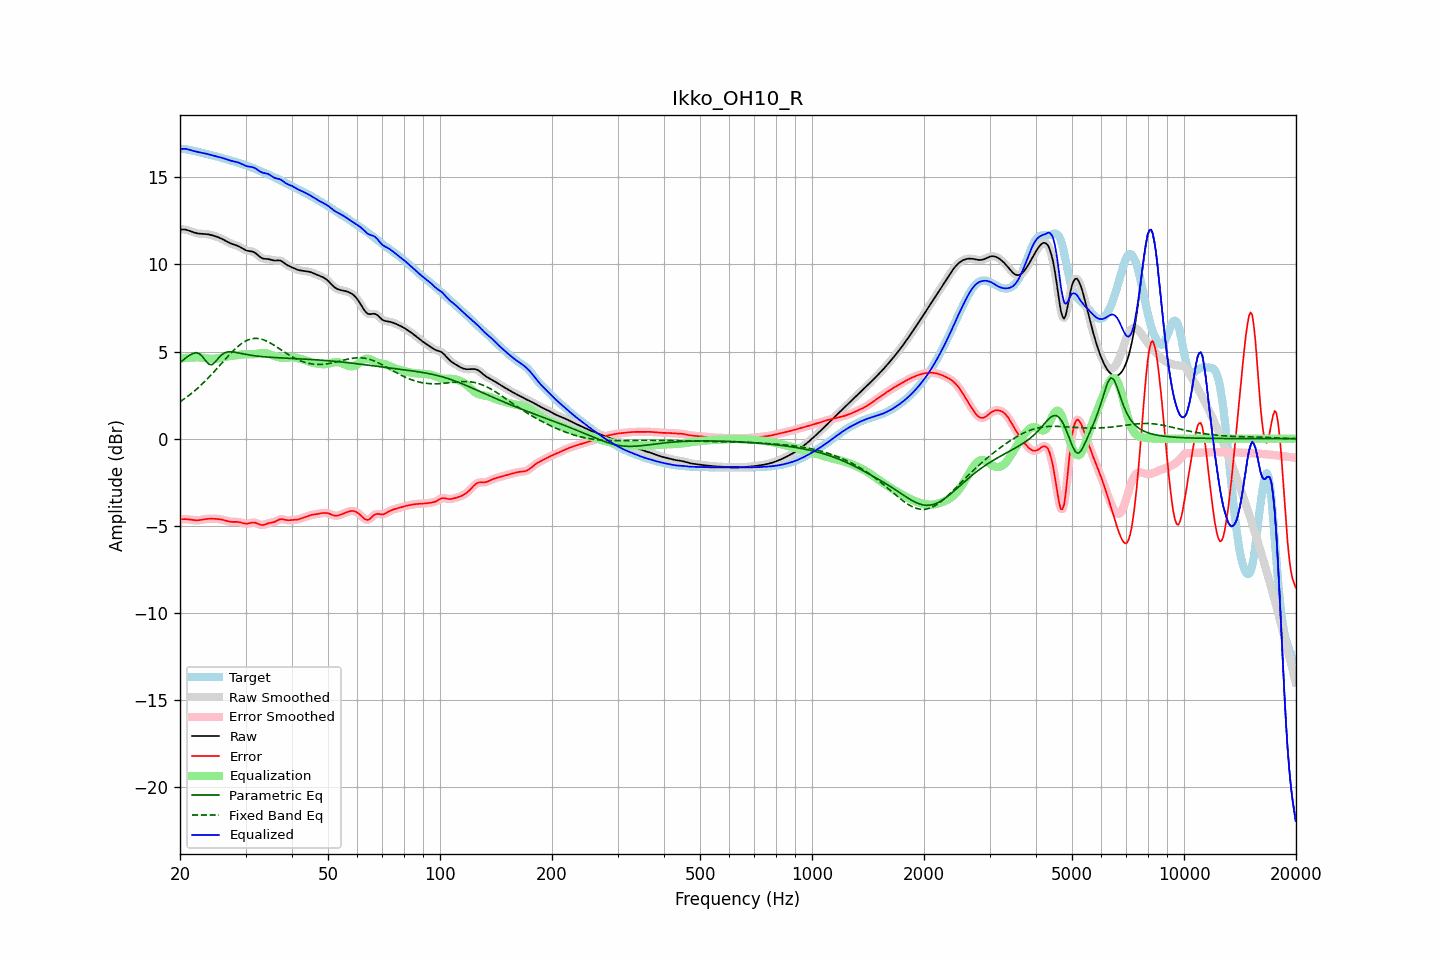 Ikko_OH10_R
Amplitude (dBr)
15
10
5
0
−5
−10
−15
−20
Target
Raw Smoothed
Error Smoothed
Raw
Error
Equalization
Parametric Eq
Fixed Band Eq
Equalized
20
50
100
200
500
1000
2000
5000
10000
20000
Frequency (Hz)